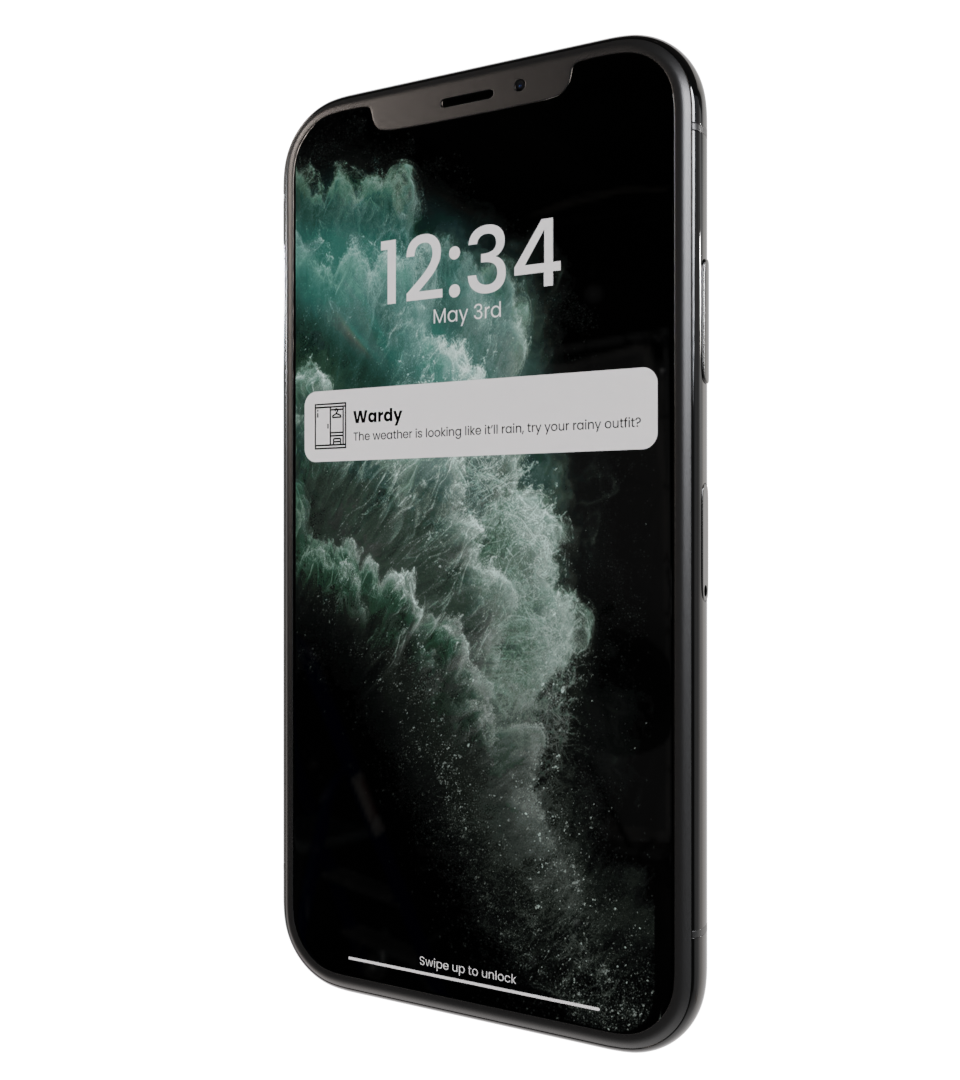 12:34
May 3rd
Wardy
The weather is looking like it'll rain, try your rainy outfit?
Swipe up to unlock